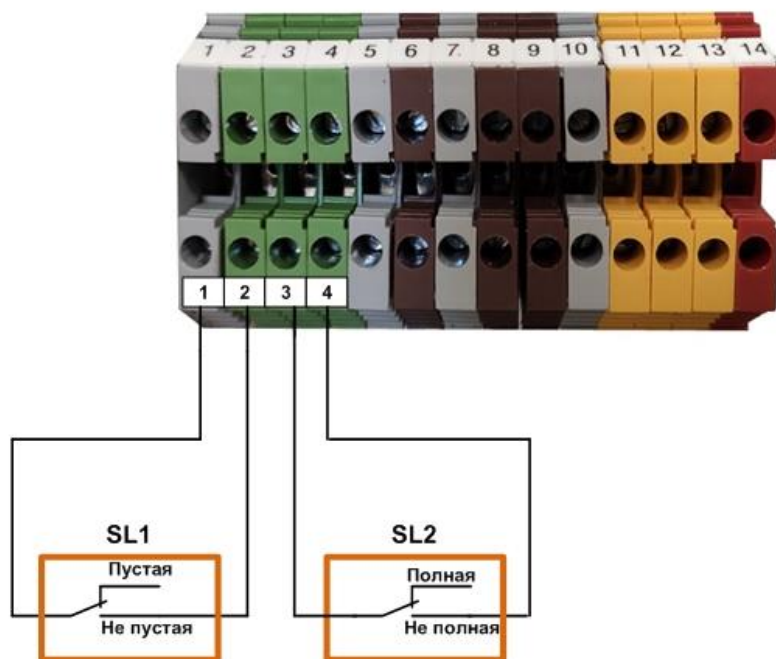 1 2 3 4 5 6 7 8 9 10 11 12 13 14
1 2 3 4
SL1 SL2
Пустая Полная
Не пустая Не полная